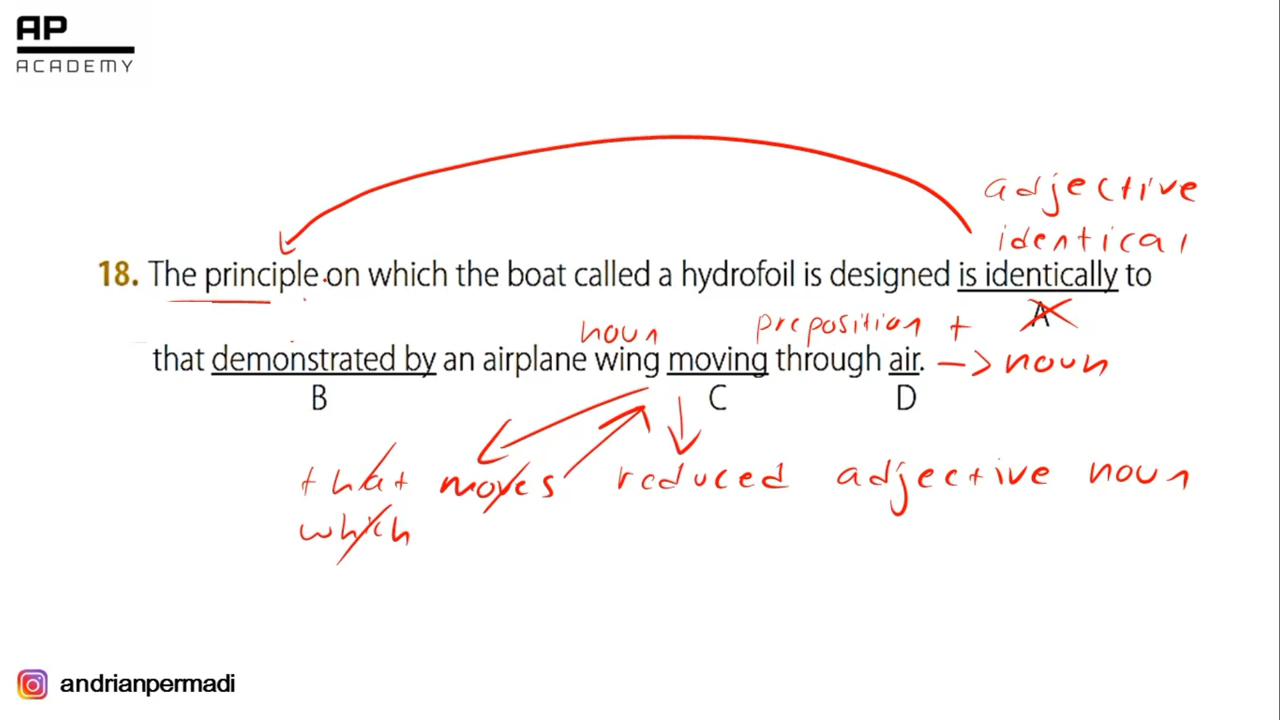 AP
ACADEMY
adjective
identical
18. The principle on which the boat called a hydrofoil is designed is identically to
A
noun
preposition +
that demonstrated by an airplane wing moving through air. -> noun
B C D
that moves reduced adjective noun
which
andrianpermadi